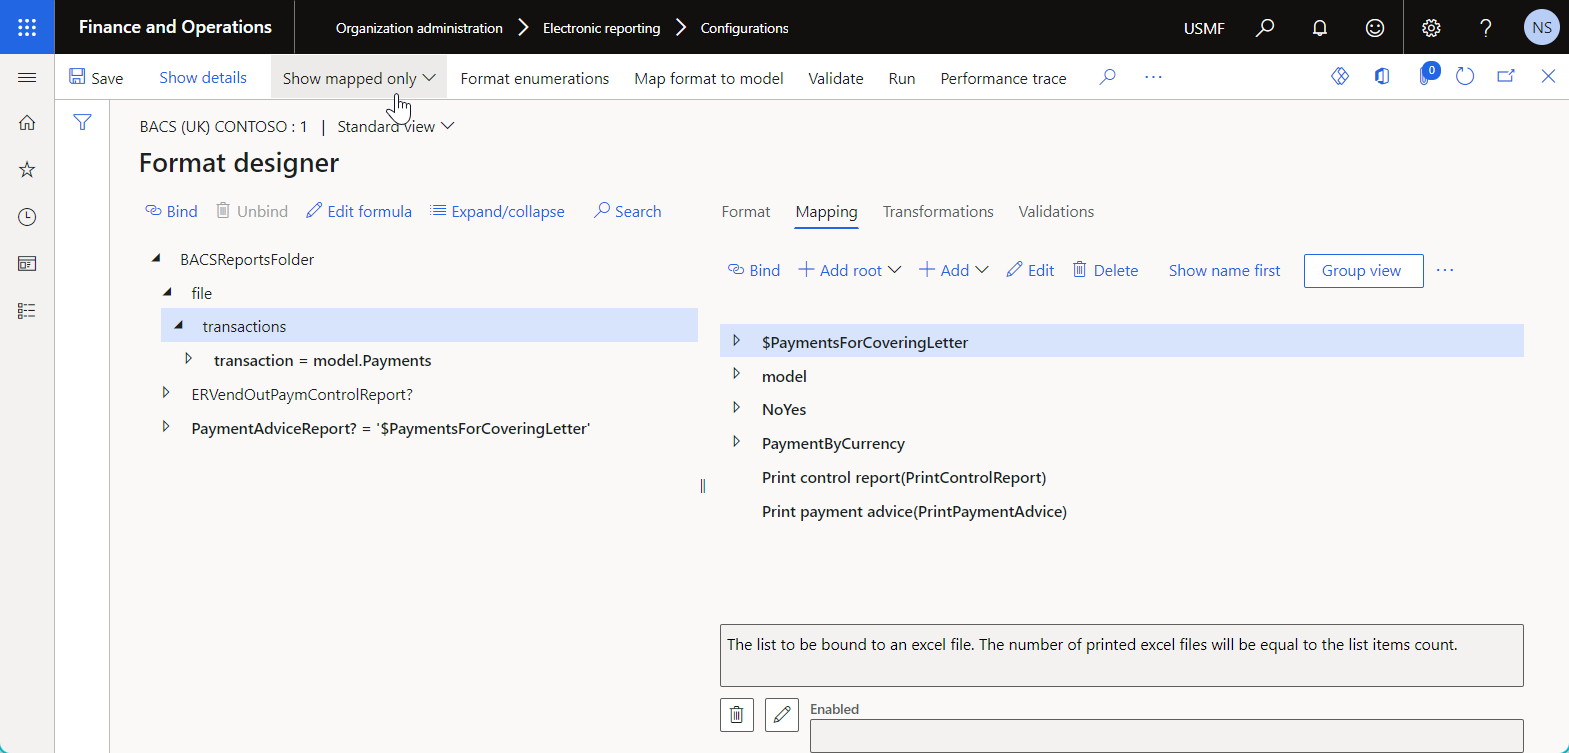 Finance and Operations
Organization administration
Electronic reporting
Configurations
USMF
?
NS
Save
Show details
Show mapped only
Format enumerations
Map format to model
Validate
Run
Performance trace
0
BACS (UK) CONTOSO : 1 | Standard view
Format designer
Bind
Unbind
Edit formula
Expand/collapse
Search
Format
Mapping
Transformations
Validations
BACSReportsFolder
file
transactions
transaction = model.Payments
ERVendOutPaymControlReport?
PaymentAdviceReport? = '$PaymentsForCoveringLetter'
Bind
Add root
Add
Edit
Delete
Show name first
Group view
$PaymentsForCoveringLetter
model
NoYes
PaymentByCurrency
Print control report(PrintControlReport)
Print payment advice(PrintPaymentAdvice)
The list to be bound to an excel file. The number of printed excel files will be equal to the list items count.
Enabled